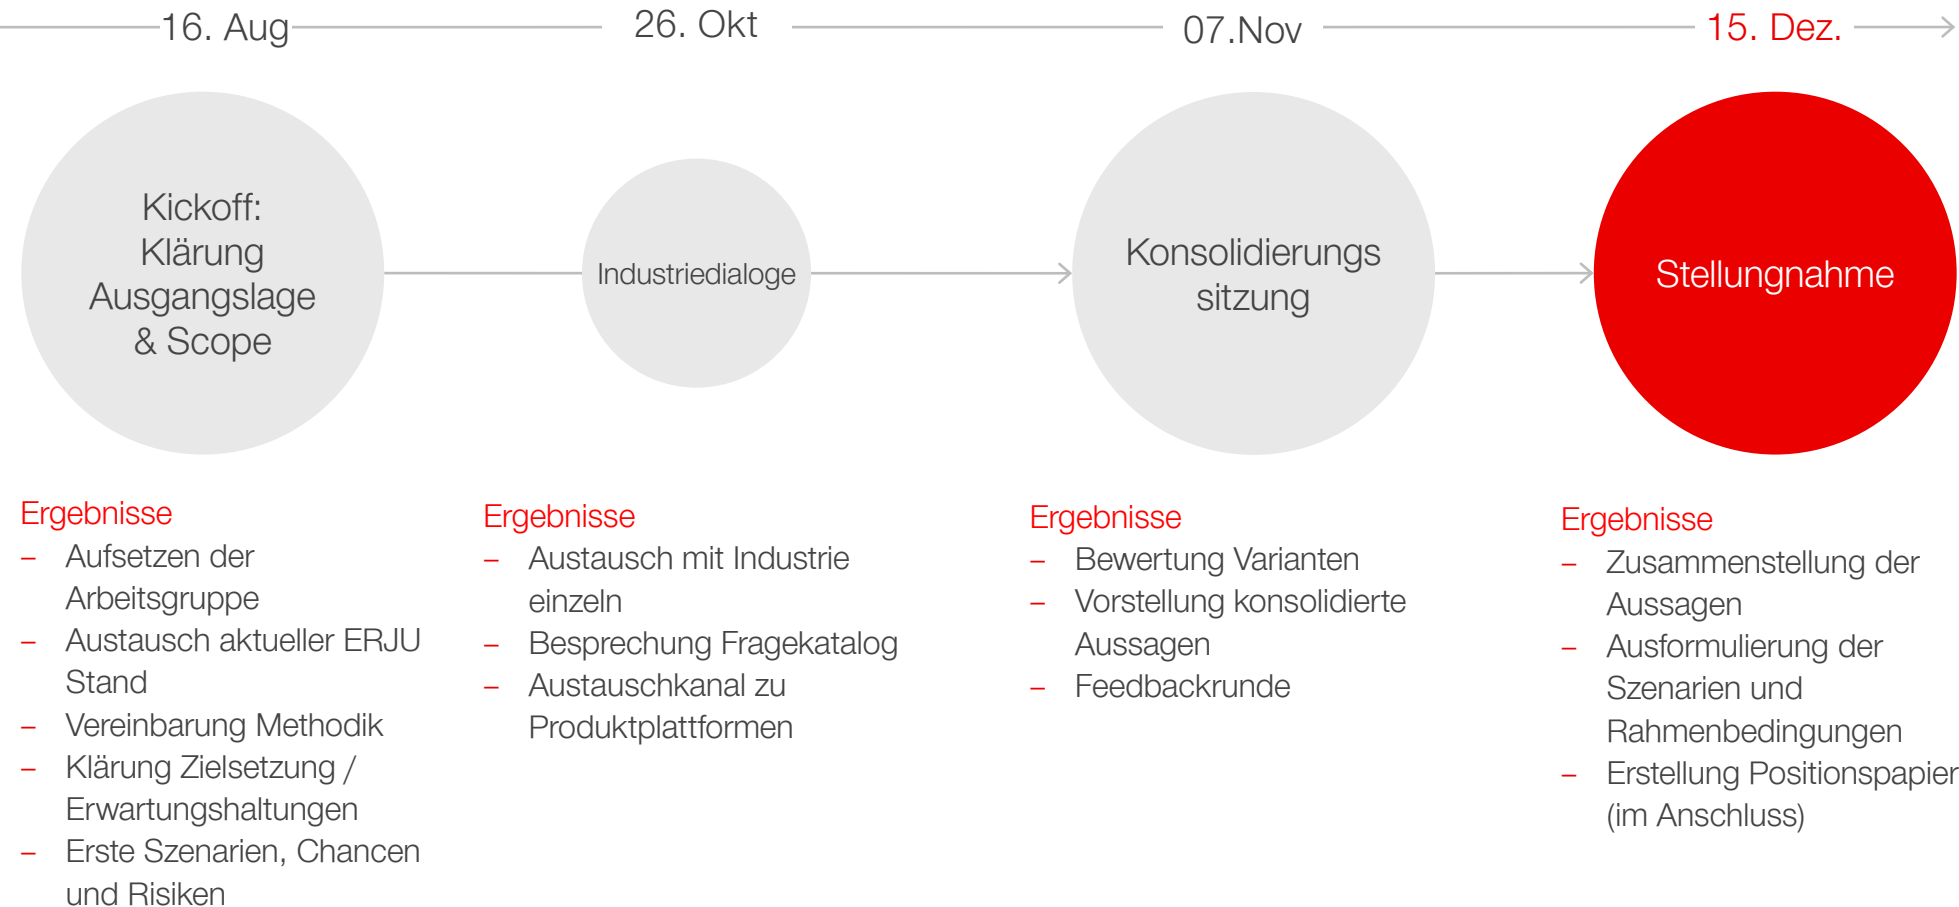 16. Aug
26. Okt
07.Nov
15. Dez.
Kickoff:
Klärung
Ausgangslage
& Scope
Industriedialoge
Konsolidierungs
sitzung
Stellungnahme
Ergebnisse
– Aufsetzen der
Arbeitsgruppe
– Austausch aktueller ERJU
Stand
– Vereinbarung Methodik
– Klärung Zielsetzung /
Erwartungshaltungen
– Erste Szenarien, Chancen
und Risiken
Ergebnisse
– Austausch mit Industrie
einzeln
– Besprechung Fragekatalog
– Austauschkanal zu
Produktplattformen
Ergebnisse
– Bewertung Varianten
– Vorstellung konsolidierte
Aussagen
– Feedbackrunde
Ergebnisse
– Zusammenstellung der
Aussagen
– Ausformulierung der
Szenarien und
Rahmenbedingungen
– Erstellung Positionspapier
(im Anschluss)